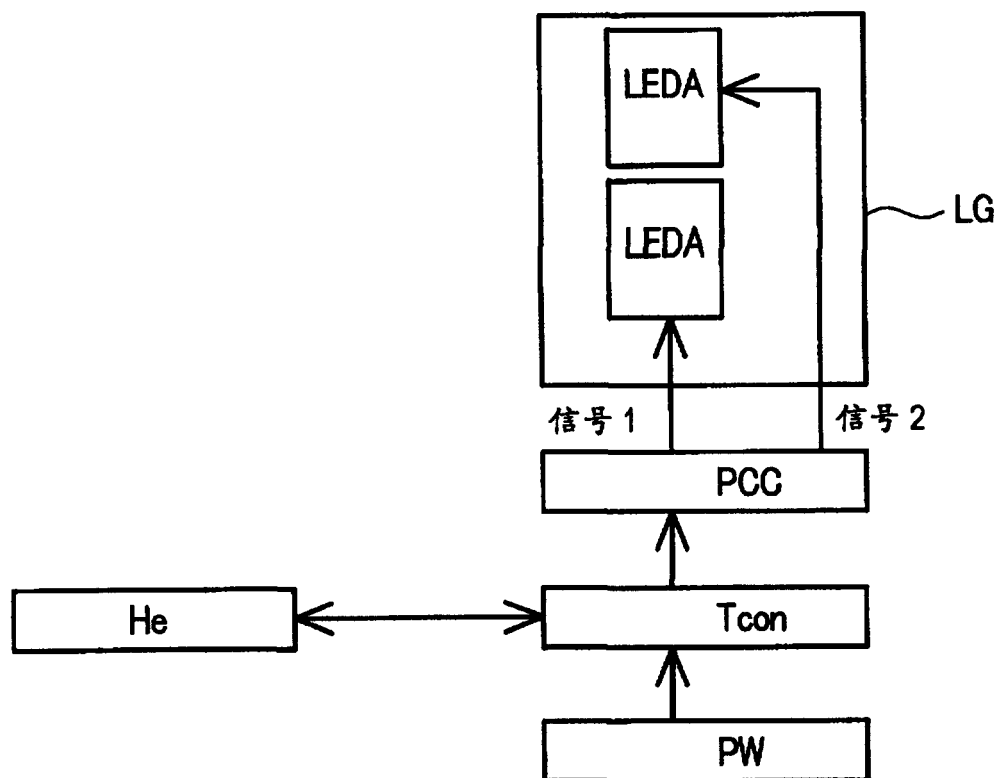 LEDA
LEDA
LG
信号1
信号2
PCC
He
Tcon
PW